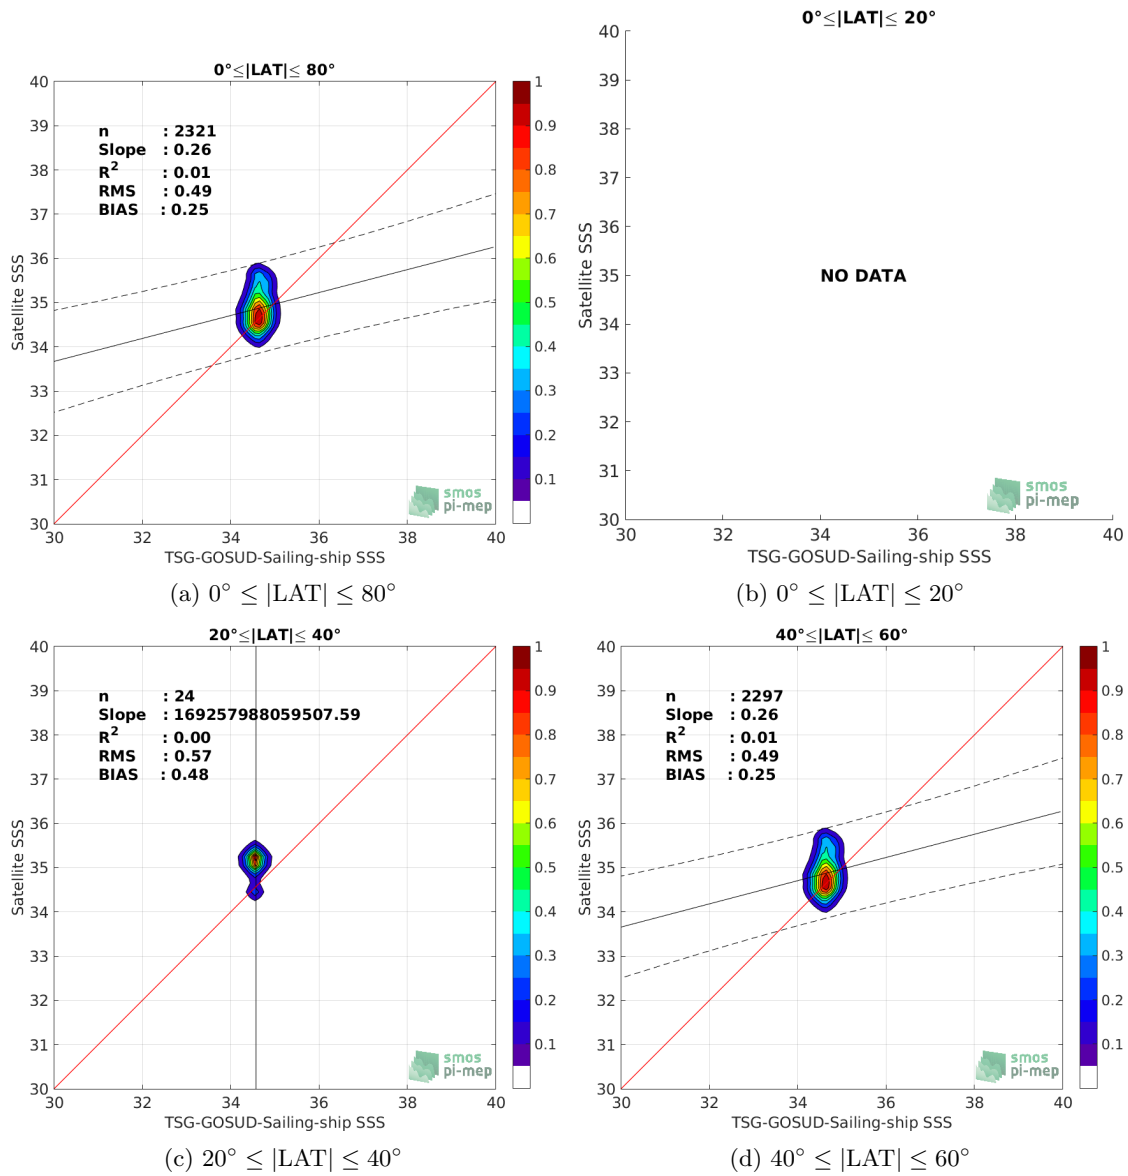 0°≤|LAT|≤ 80°
40
39
38
37
36
35
34
33
32
31
30
n : 2321
Slope : 0.26
R2 : 0.01
RMS : 0.49
BIAS : 0.25
Satellite SSS
30 32 34 36 38 40
TSG-GOSUD-Sailing-ship SSS
1
0.9
0.8
0.7
0.6
0.5
0.4
0.3
0.2
0.1
smos
pi-mep
(a) 0° ≤ |LAT| ≤ 80°
0°≤|LAT|≤ 20°
40
39
38
37
36
35
34
33
32
31
30
Satellite SSS
NO DATA
smos
pi-mep
30 32 34 36 38 40
TSG-GOSUD-Sailing-ship SSS
(b) 0° ≤ |LAT| ≤ 20°
20°≤|LAT|≤ 40°
40
39
38
37
36
35
34
33
32
31
30
n : 24
Slope : 169257988059507.59
R2 : 0.00
RMS : 0.57
BIAS : 0.48
Satellite SSS
30 32 34 36 38 40
TSG-GOSUD-Sailing-ship SSS
1
0.9
0.8
0.7
0.6
0.5
0.4
0.3
0.2
0.1
smos
pi-mep
(c) 20° ≤ |LAT| ≤ 40°
40°≤|LAT|≤ 60°
40
39
38
37
36
35
34
33
32
31
30
n : 2297
Slope : 0.26
R2 : 0.01
RMS : 0.49
BIAS : 0.25
Satellite SSS
30 32 34 36 38 40
TSG-GOSUD-Sailing-ship SSS
1
0.9
0.8
0.7
0.6
0.5
0.4
0.3
0.2
0.1
smos
pi-mep
(d) 40° ≤ |LAT| ≤ 60°